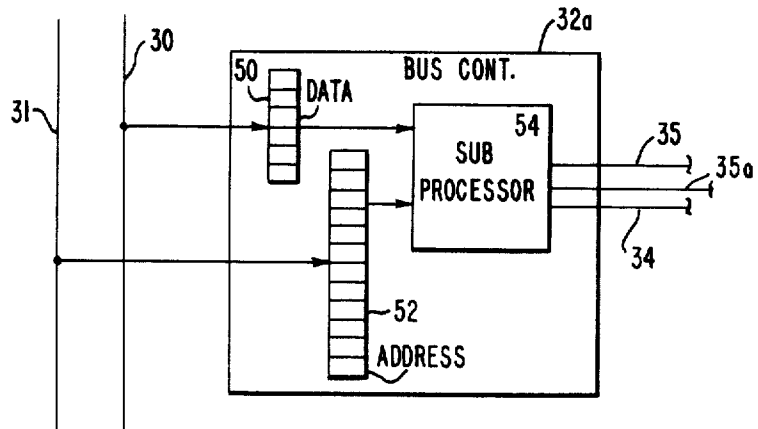 30
32a
BUS CONT.
50
DATA
31
54
SUB
PROCESSOR
35
35a
34
52
ADDRESS